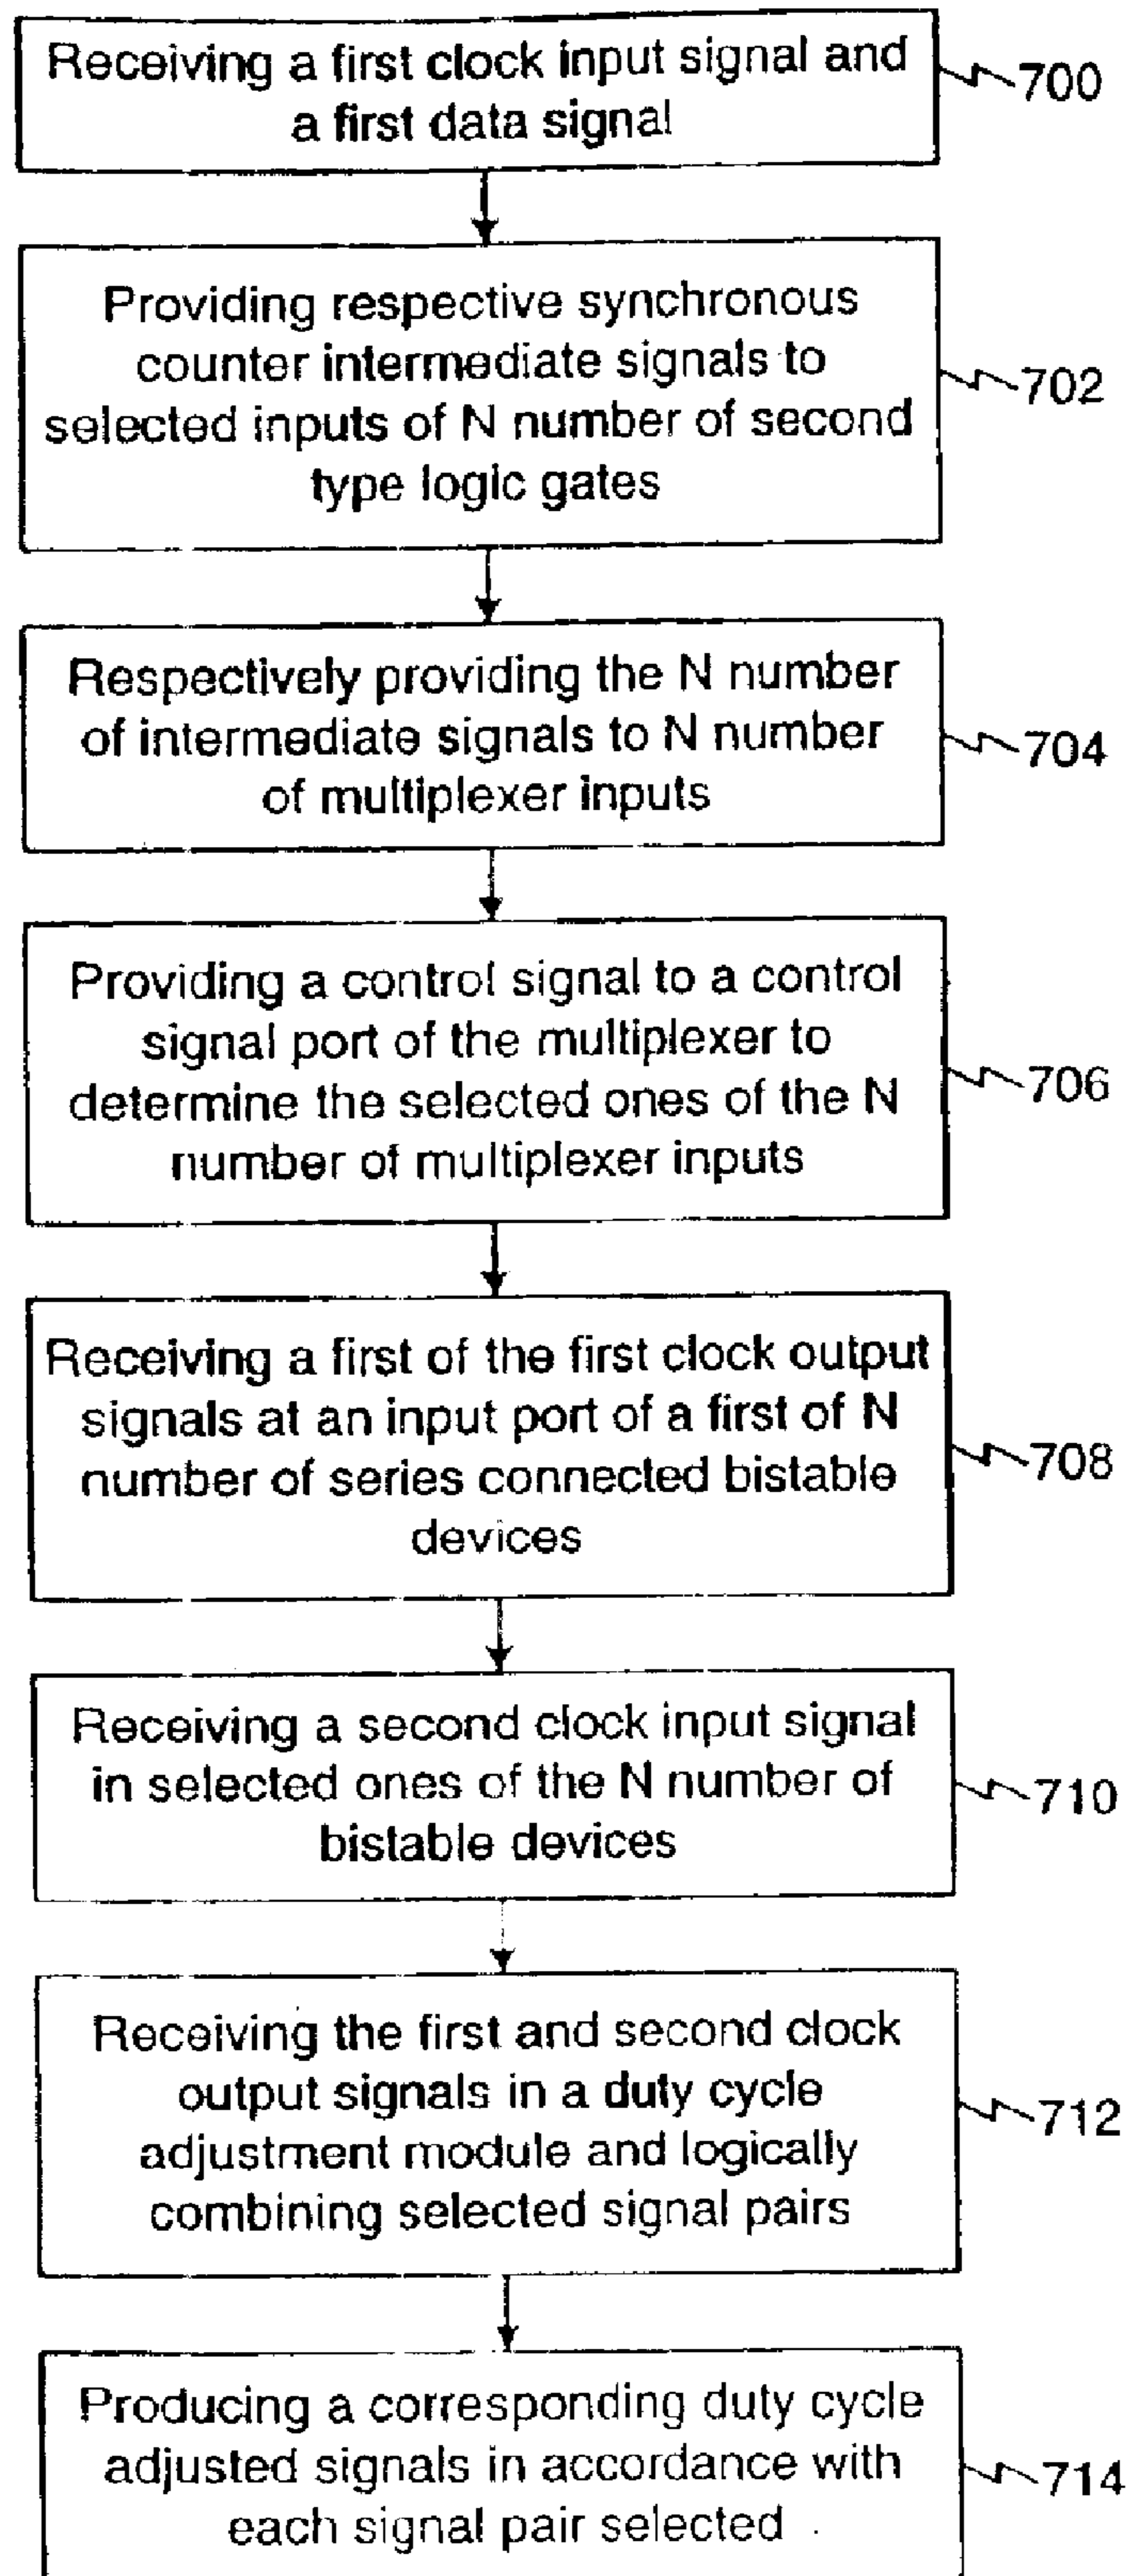 Receiving a first clock input signal and
a first data signal
700
Providing respective synchronous
counter intermediate signals to
selected inputs of N number of second
type logic gates
702
Respectively providing the N number
of intermediate signals to N number
of multiplexer inputs
704
Providing a control signal to a control
signal port of the multiplexer to
determine the selected ones of the N
number of multiplexer inputs
706
Receiving a first of the first clock output
signals at an input port of a first of N
number of series connected bistable
devices
708
Receiving a second clock input signal
in selected ones of the N number of
bistable devices
710
Receiving the first and second clock
output signals in a duty cycle
adjustment module and logically
combining selected signal pairs
712
Producing a corresponding duty cycle
adjusted signals in accordance with
each signal pair selected
714